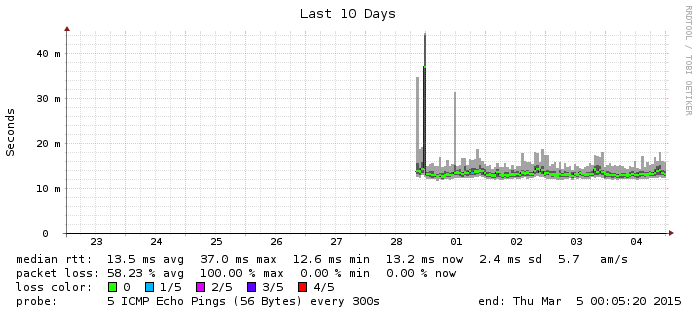 Last 10 Days
RRDTOOL / TOBI OETIKER
Seconds
40 m
30 m
20 m
10 m
0
23 24 25 26 27 28 01 02 03 04
median rtt: 13.5 ms avg 37.0 ms max 12.6 ms min 13.2 ms now 2.4 ms sd 5.7 am/s
packet loss: 58.23 % avg 100.00 % max 0.00 % min 0.00 % now
loss color: 0 1/5 2/5 3/5 4/5
probe: 5 ICMP Echo Pings (56 Bytes) every 300s end: Thu Mar 5 00:05:20 2015